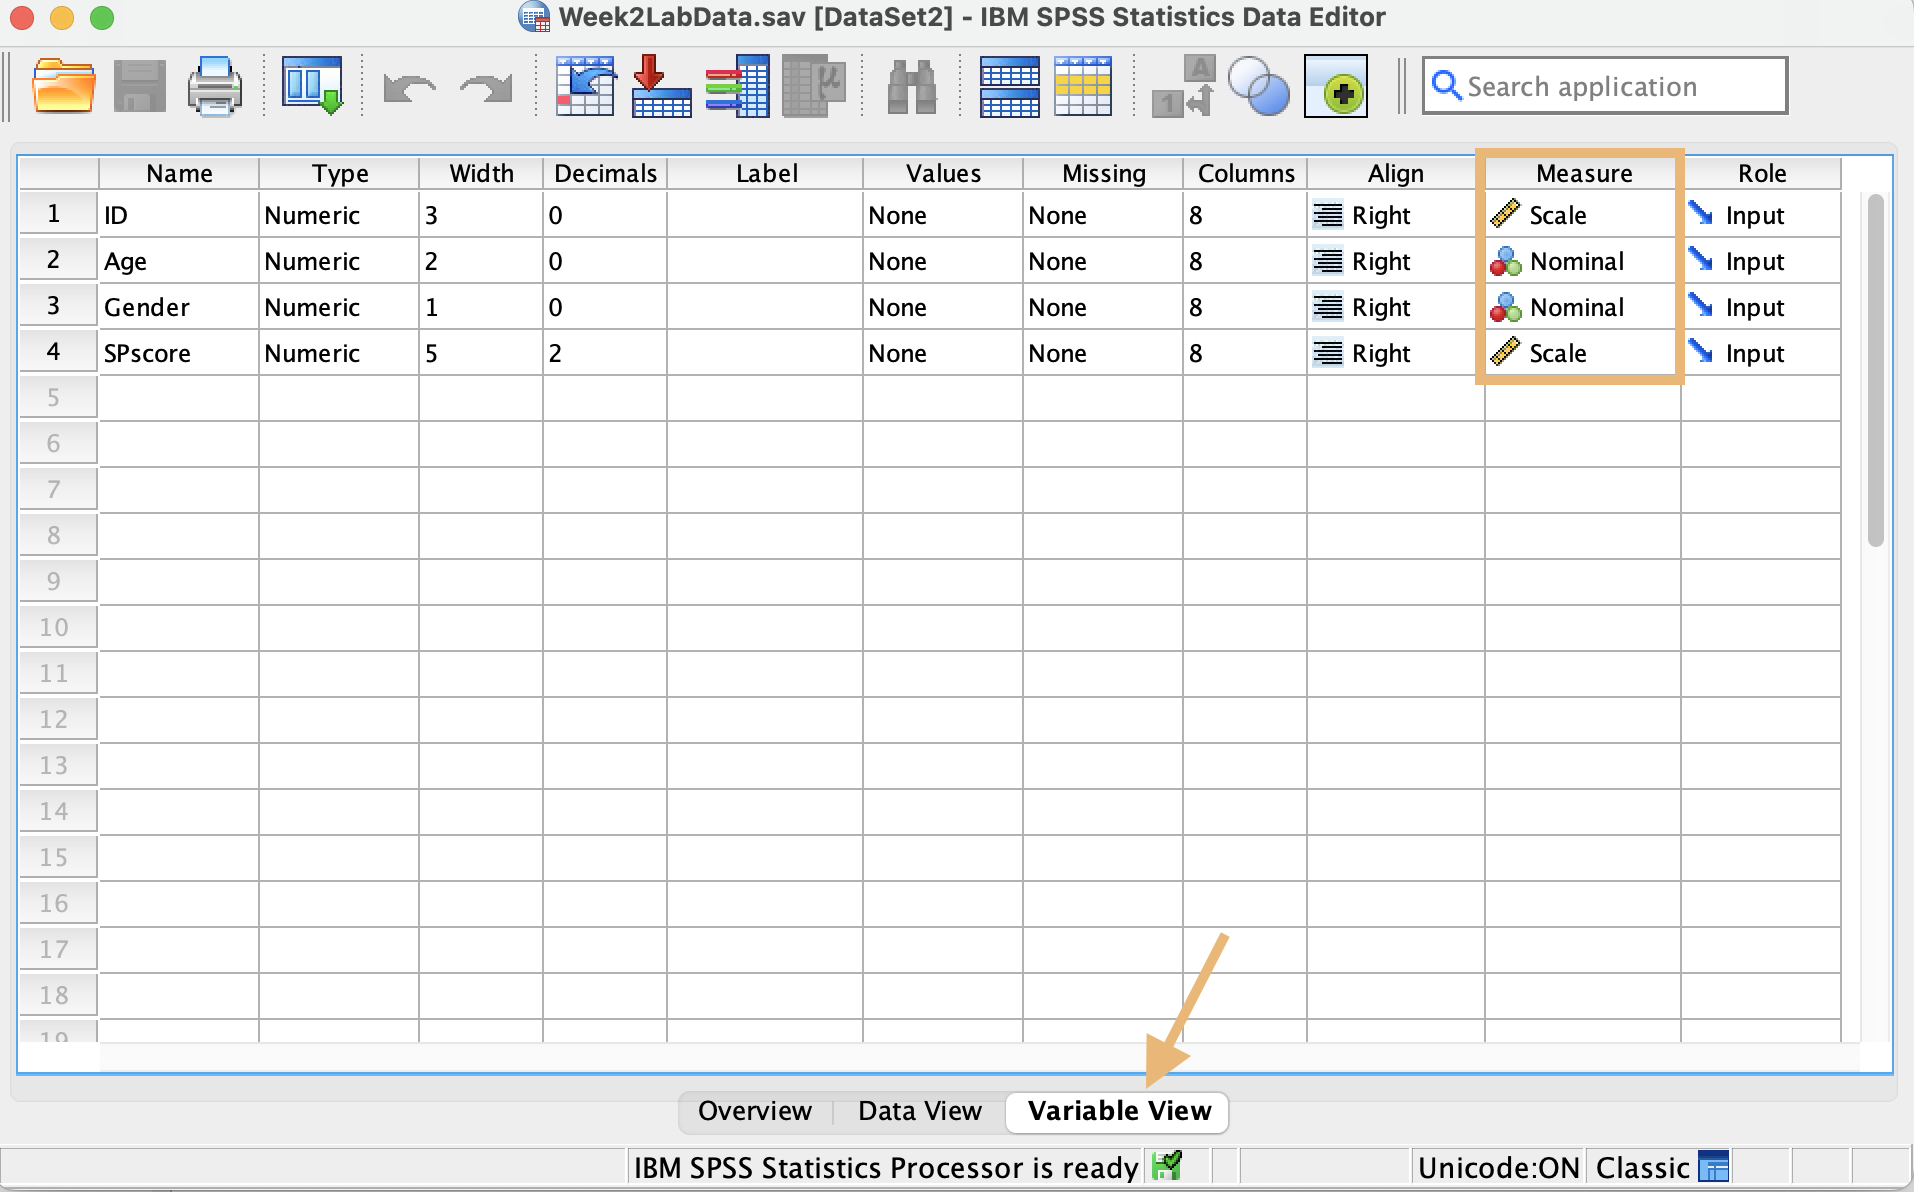 Week2LabData.sav [DataSet2] - IBM SPSS Statistics Data Editor
Search application
Name Type Width Decimals Label Values Missing Columns Align Measure Role
1 ID Numeric 3 0 None None 8 Right Scale Input
2 Age Numeric 2 0 None None 8 Right Nominal Input
3 Gender Numeric 1 0 None None 8 Right Nominal Input
4 SPscore Numeric 5 2 None None 8 Right Scale Input
5
6
7
8
9
10
11
12
13
14
15
16
17
18
19
Overview Data View Variable View
IBM SPSS Statistics Processor is ready Unicode:ON Classic